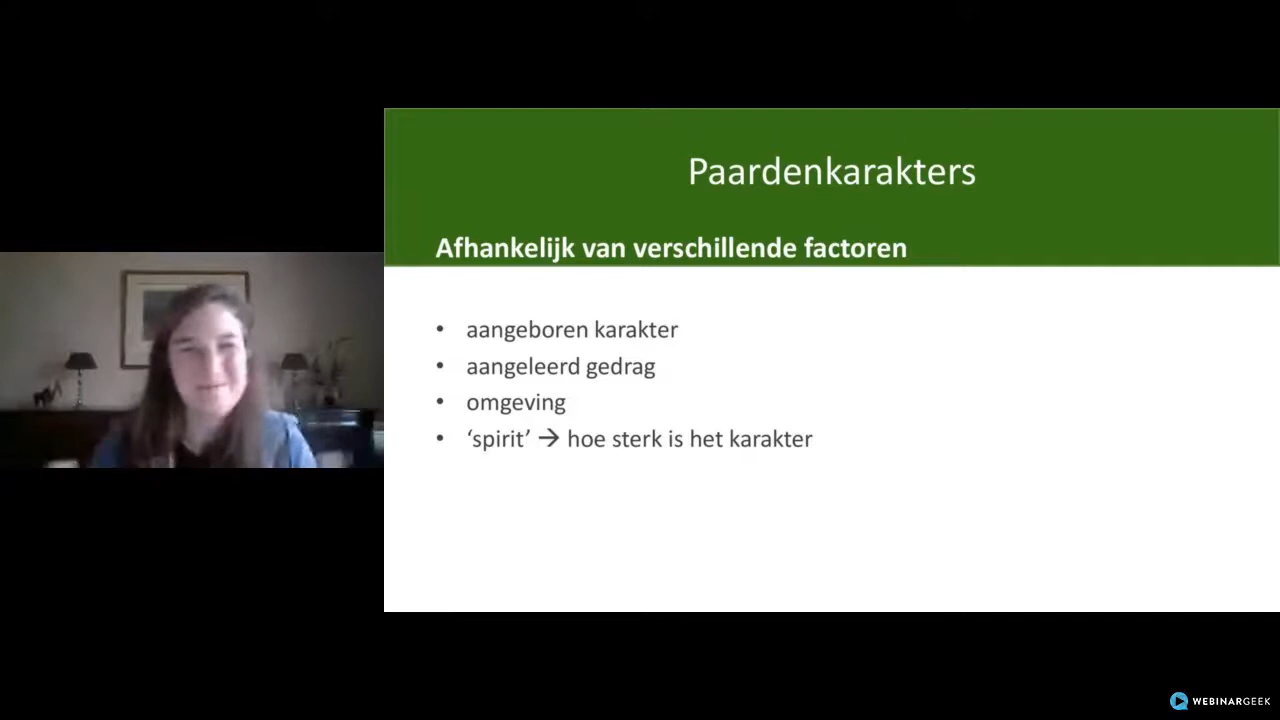 Paardenkarakters
Afhankelijk van verschillende factoren
• aangeboren karakter
• aangeleerd gedrag
• omgeving
• ‘spirit’ → hoe sterk is het karakter
WEBINARGEEK